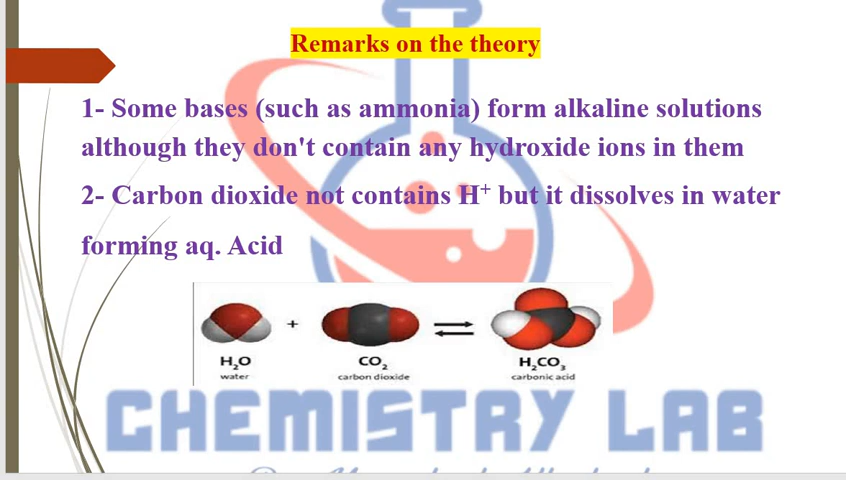 Remarks on the theory
1- Some bases (such as ammonia) form alkaline solutions
although they don't contain any hydroxide ions in them
2- Carbon dioxide not contains H⁺ but it dissolves in water
forming aq. Acid
+
H₂O
water
CO₂
carbon dioxide
⇌
H₂CO₃
carbonic acid
CHEMISTRY LAB